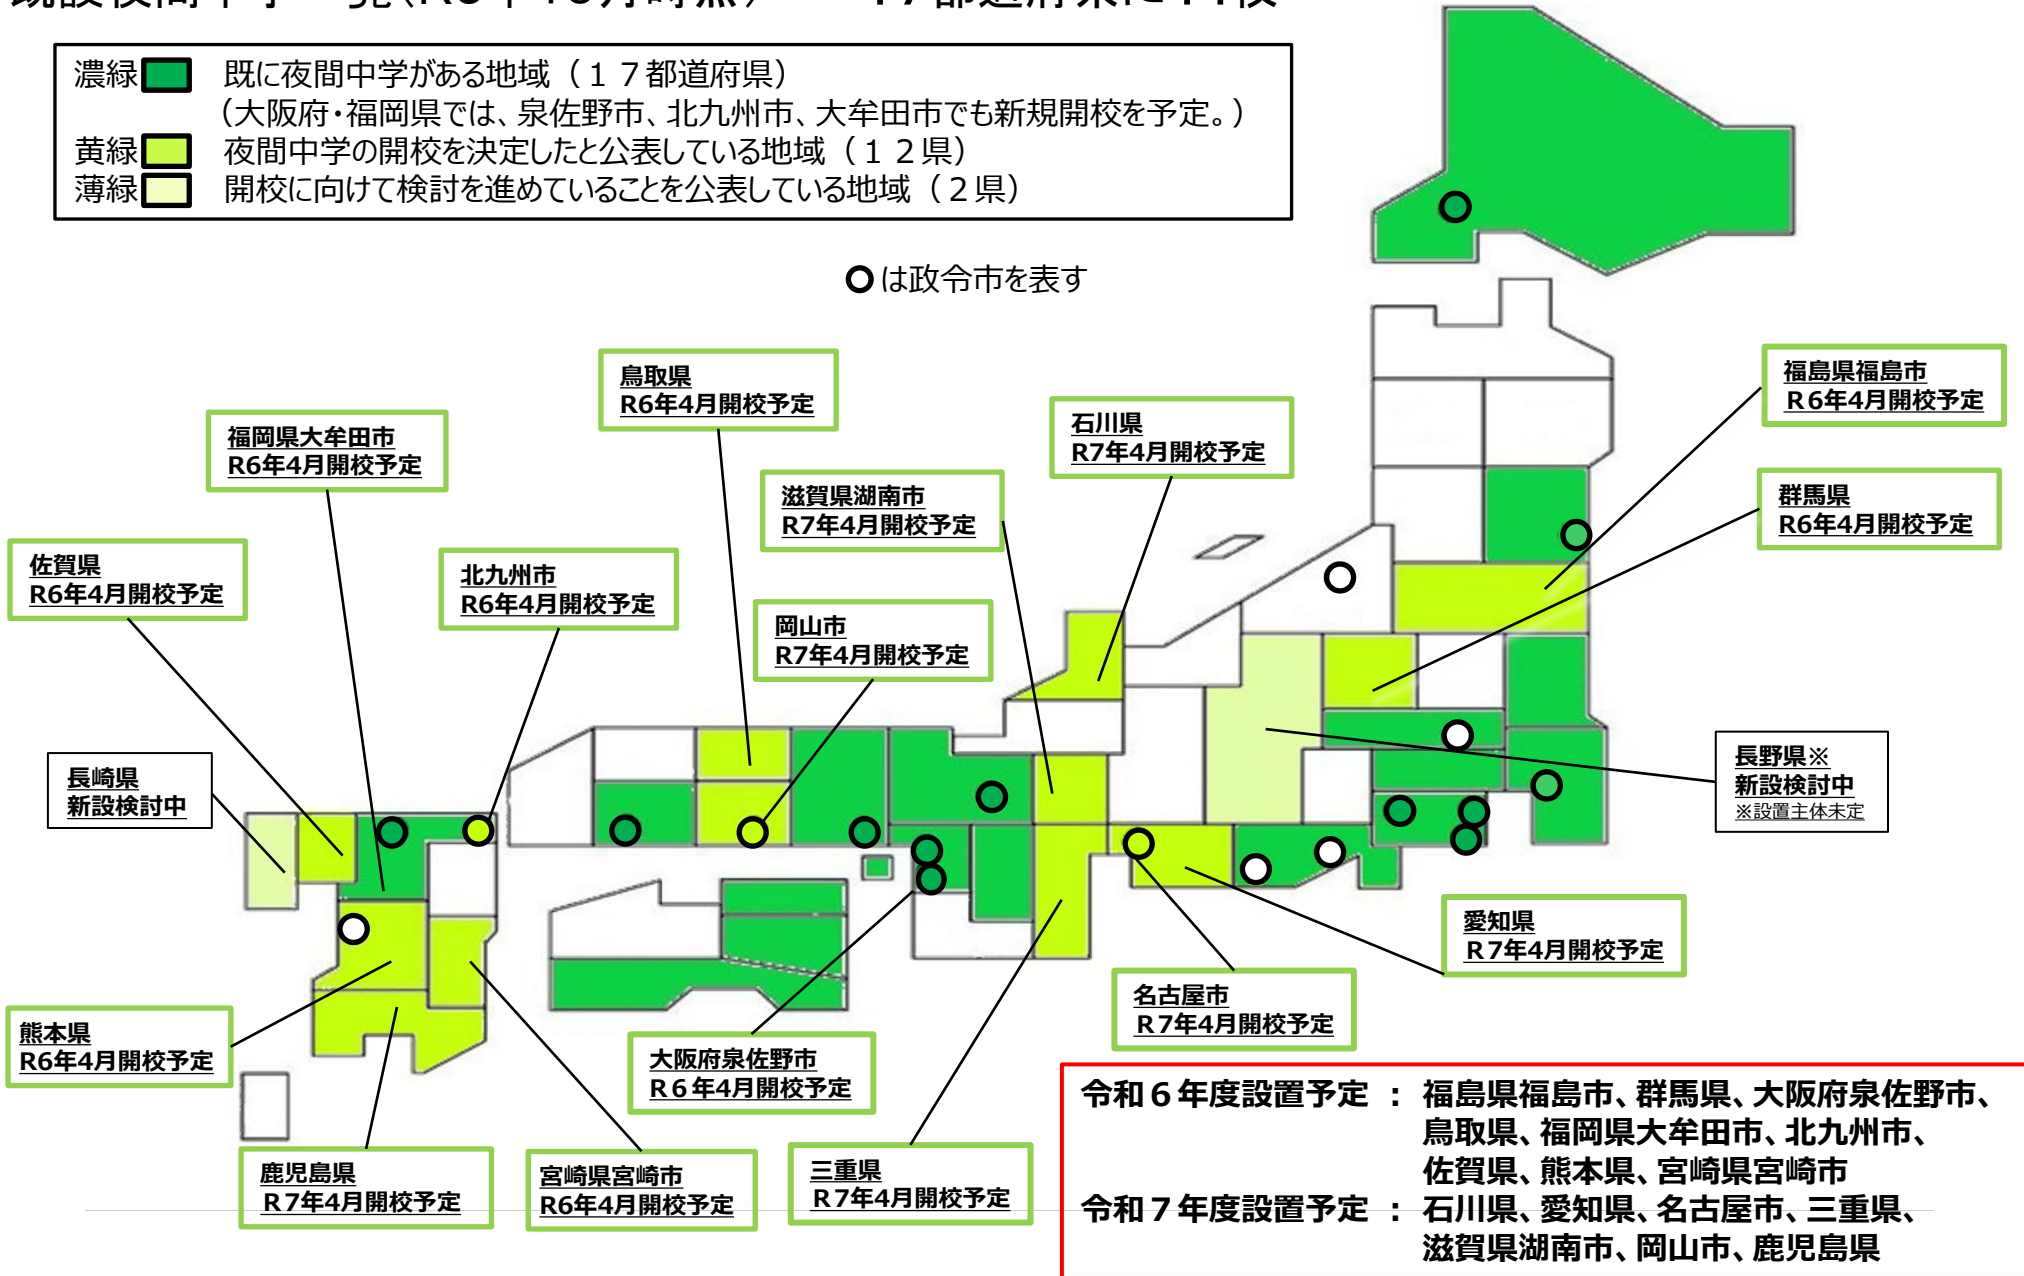 濃緑 既に夜間中学がある地域（１７都道府県）
（大阪府・福岡県では、泉佐野市、北九州市、大牟田市でも新規開校を予定。）
黄緑 夜間中学の開校を決定したと公表している地域（１２県）
薄緑 開校に向けて検討を進めていることを公表している地域（２県）
は政令市を表す
鳥取県
R6年4月開校予定
福島県福島市
R６年4月開校予定
福岡県大牟田市
R6年4月開校予定
石川県
R7年4月開校予定
滋賀県湖南市
R7年4月開校予定
群馬県
R6年4月開校予定
佐賀県
R6年4月開校予定
北九州市
R6年4月開校予定
岡山市
R7年4月開校予定
長崎県
新設検討中
長野県※
新設検討中
※設置主体未定
愛知県
R７年4月開校予定
名古屋市
R７年4月開校予定
熊本県
R6年4月開校予定
大阪府泉佐野市
R６年4月開校予定
鹿児島県
R７年4月開校予定
宮崎県宮崎市
R6年4月開校予定
三重県
R７年4月開校予定
令和６年度設置予定 ： 福島県福島市、群馬県、大阪府泉佐野市、
鳥取県、福岡県大牟田市、北九州市、
佐賀県、熊本県、宮崎県宮崎市
令和７年度設置予定 ： 石川県、愛知県、名古屋市、三重県、
滋賀県湖南市、岡山市、鹿児島県